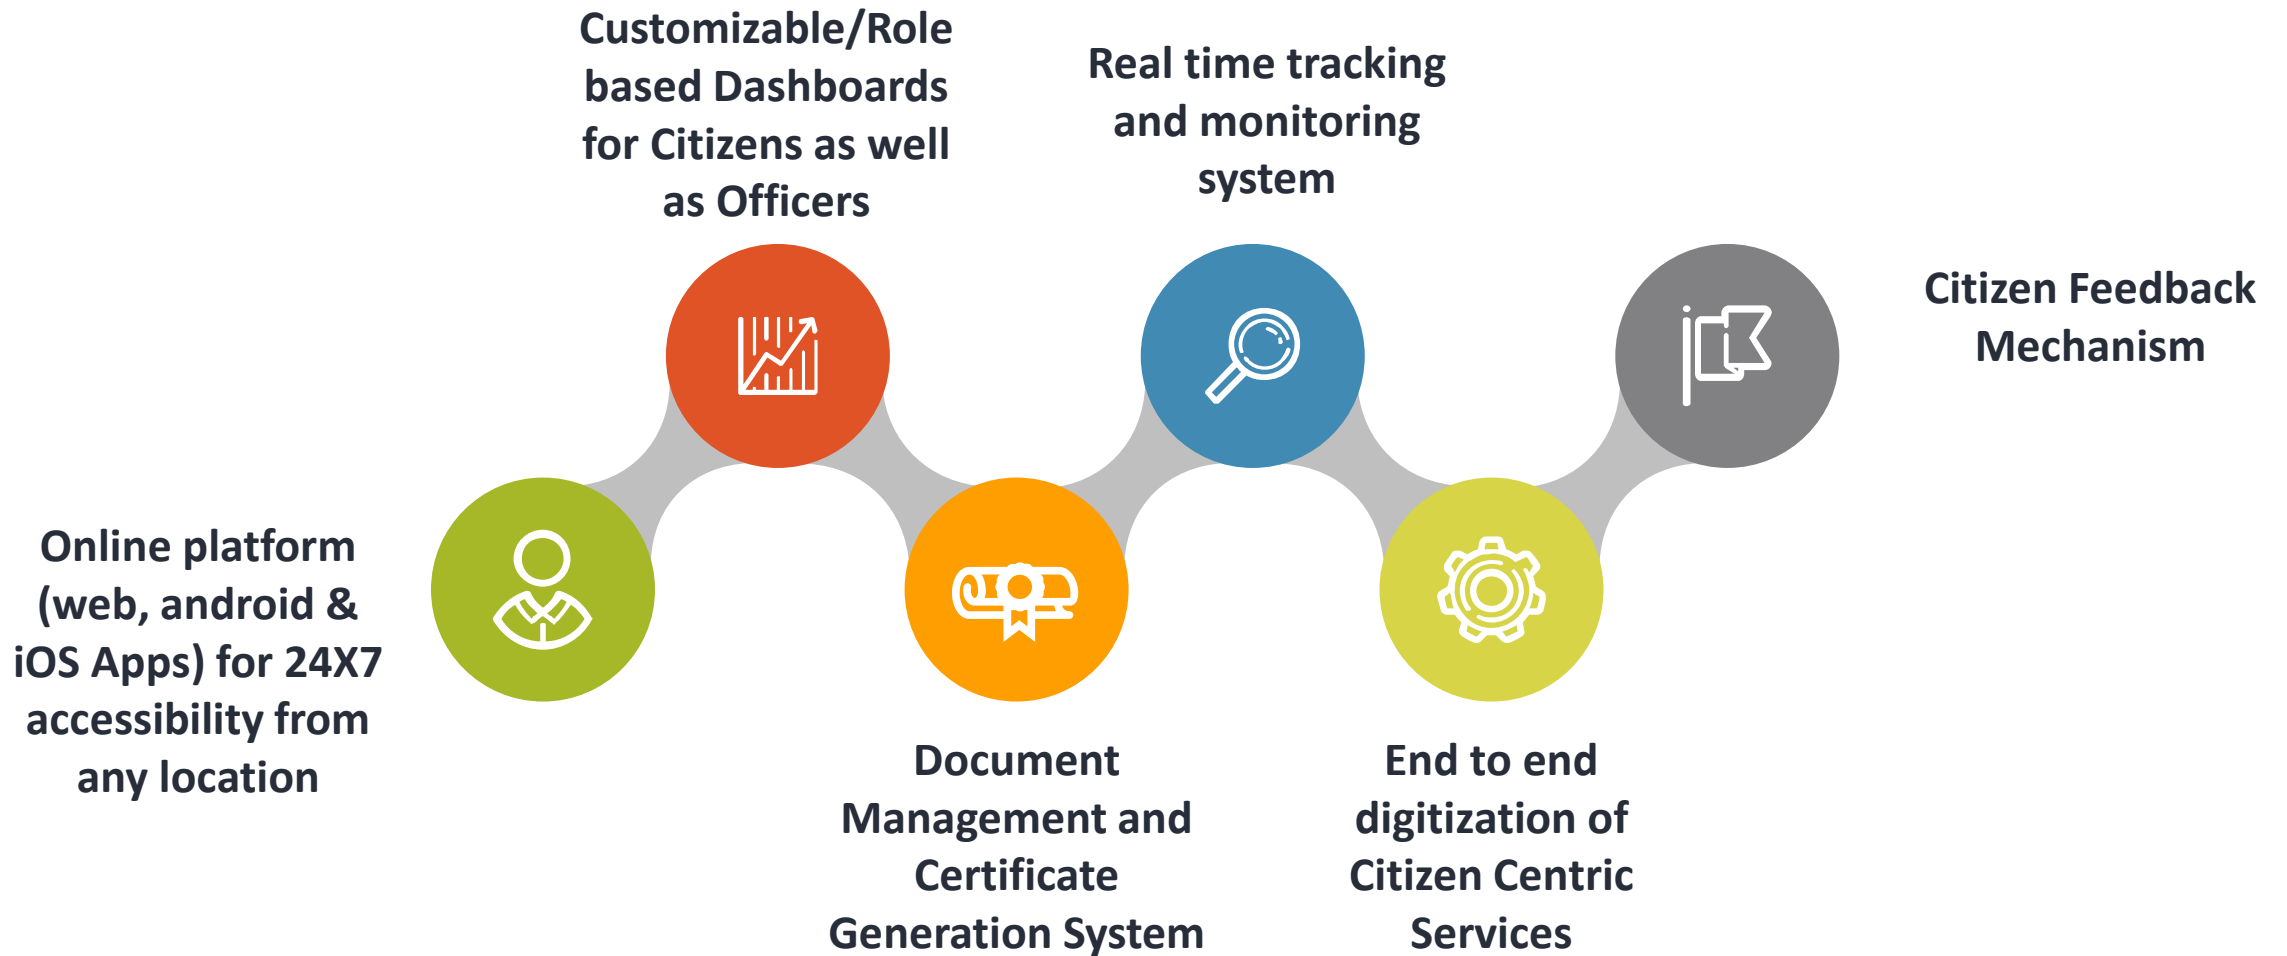 Customizable/Role
based Dashboards
for Citizens as well
as Officers
Real time tracking
and monitoring
system
Citizen Feedback
Mechanism
Online platform
(web, android &
iOS Apps) for 24X7
accessibility from
any location
Document
Management and
Certificate
Generation System
End to end
digitization of
Citizen Centric
Services